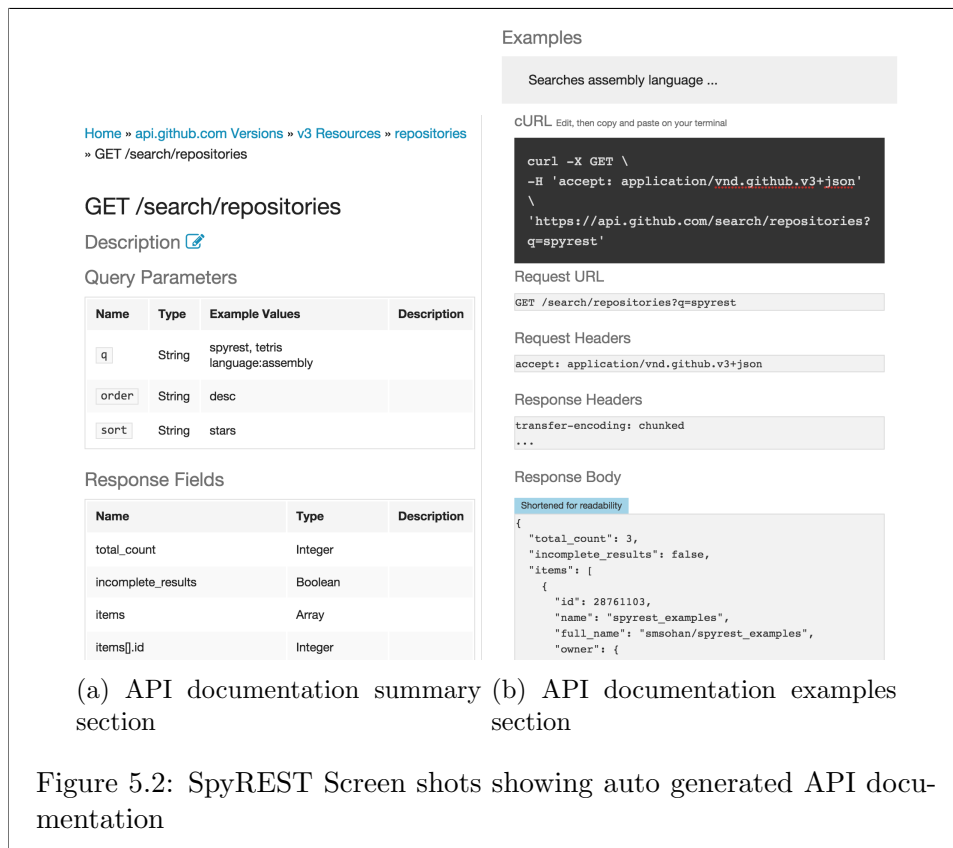 Home » api.github.com Versions » v3 Resources » repositories
» GET /search/repositories
GET /search/repositories
Description
Query Parameters
Name Type Example Values Description
q String spyrest, tetris
language:assembly
order String desc
sort String stars
Response Fields
Name Type Description
total_count Integer
incomplete_results Boolean
items Array
items[].id Integer
(a) API documentation summary
section
Examples
Searches assembly language ...
cURL Edit, then copy and paste on your terminal
curl -X GET \
-H 'accept: application/vnd.github.v3+json'
\
'https://api.github.com/search/repositories?
q=spyrest'
Request URL
GET /search/repositories?q=spyrest
Request Headers
accept: application/vnd.github.v3+json
Response Headers
transfer-encoding: chunked
...
Response Body
Shortened for readability
{
"total_count": 3,
"incomplete_results": false,
"items": [
{
"id": 28761103,
"name": "spyrest_examples",
"full_name": "smsohan/spyrest_examples",
"owner": {
(b) API documentation examples
section
Figure 5.2: SpyREST Screen shots showing auto generated API docu-
mentation